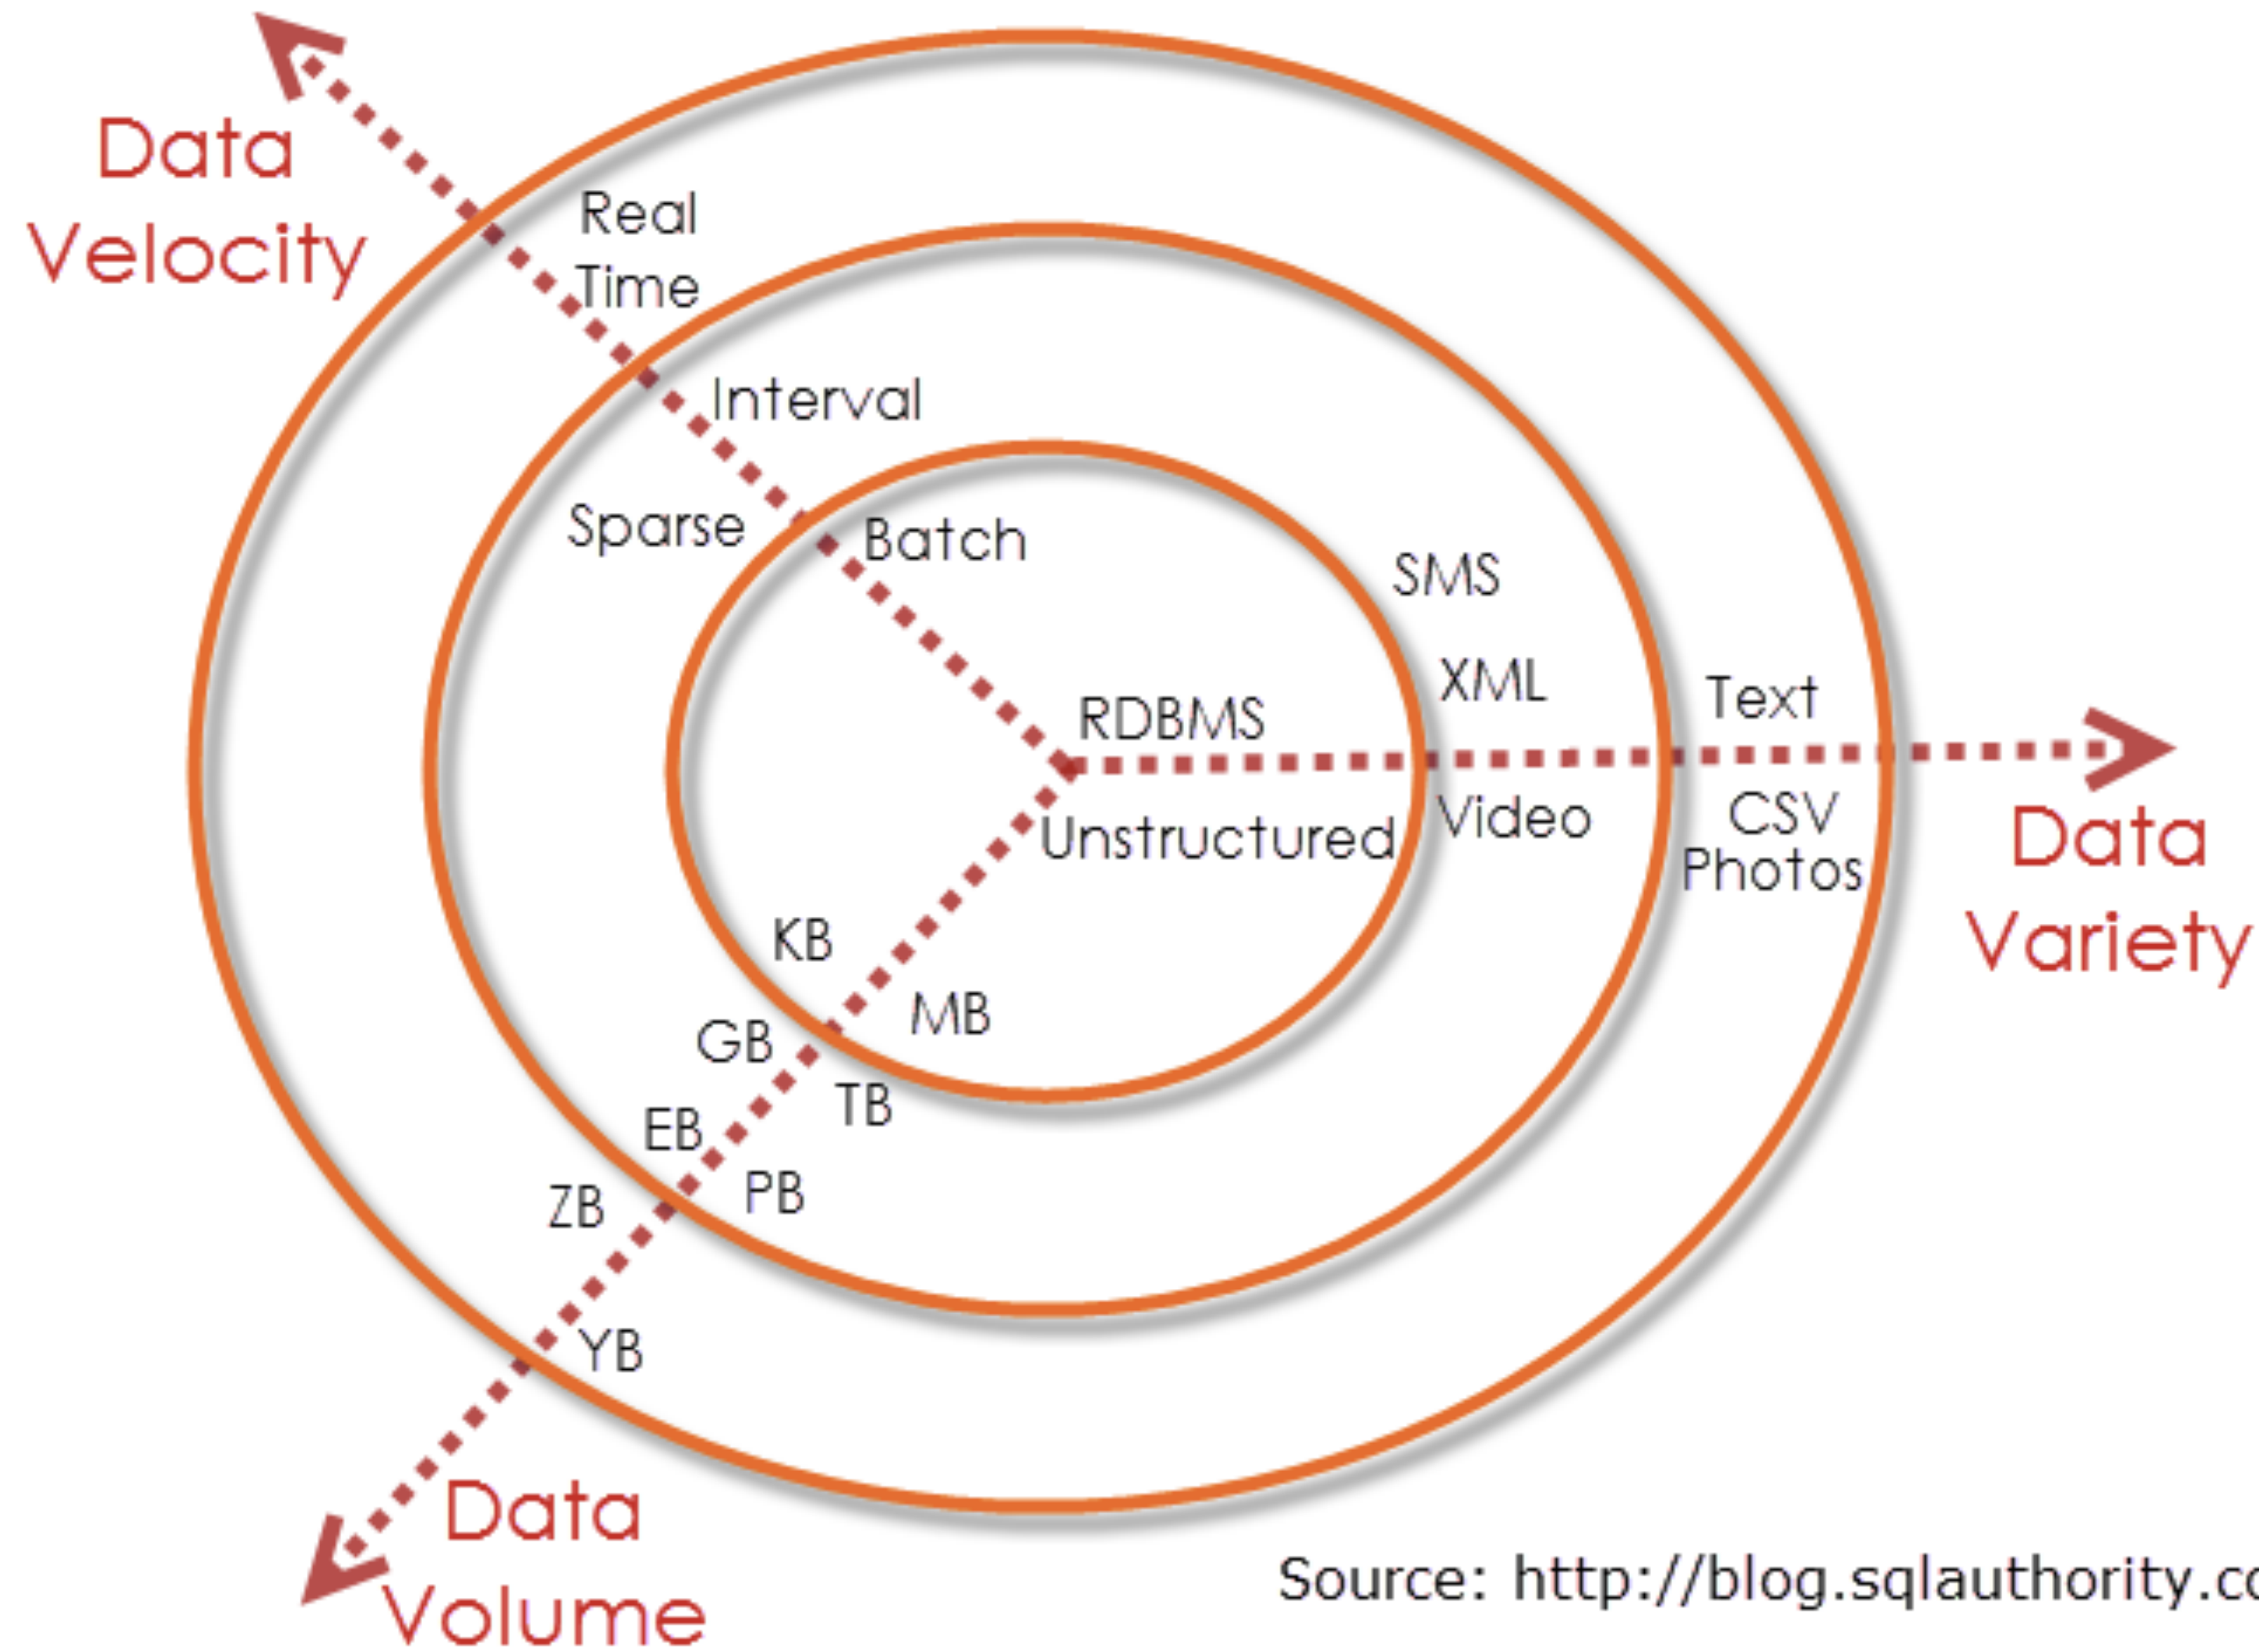 Data
Velocity
Real
Time
Interval
Sparse
Batch
SMS
XML
RDBMS
Text
Unstructured
Video
CSV
Photos
Data
Variety
KB
MB
GB
TB
EB
PB
ZB
YB
Data
Volume
Source: http://blog.sqlauthority.co